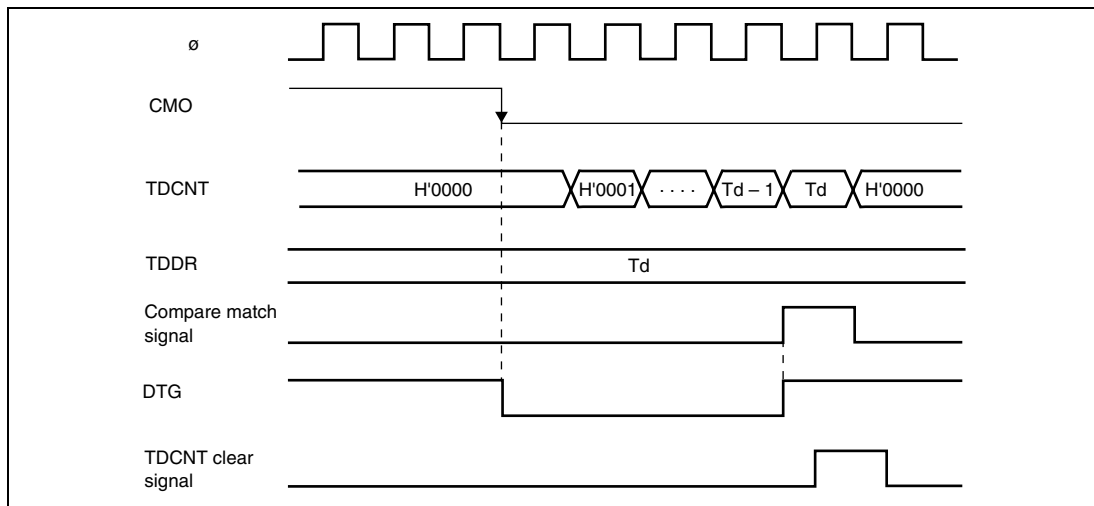 ø
CMO
TDCNT
H'0000 H'0001 · · · · Td – 1 Td H'0000
TDDR
Td
Compare match
signal
DTG
TDCNT clear
signal